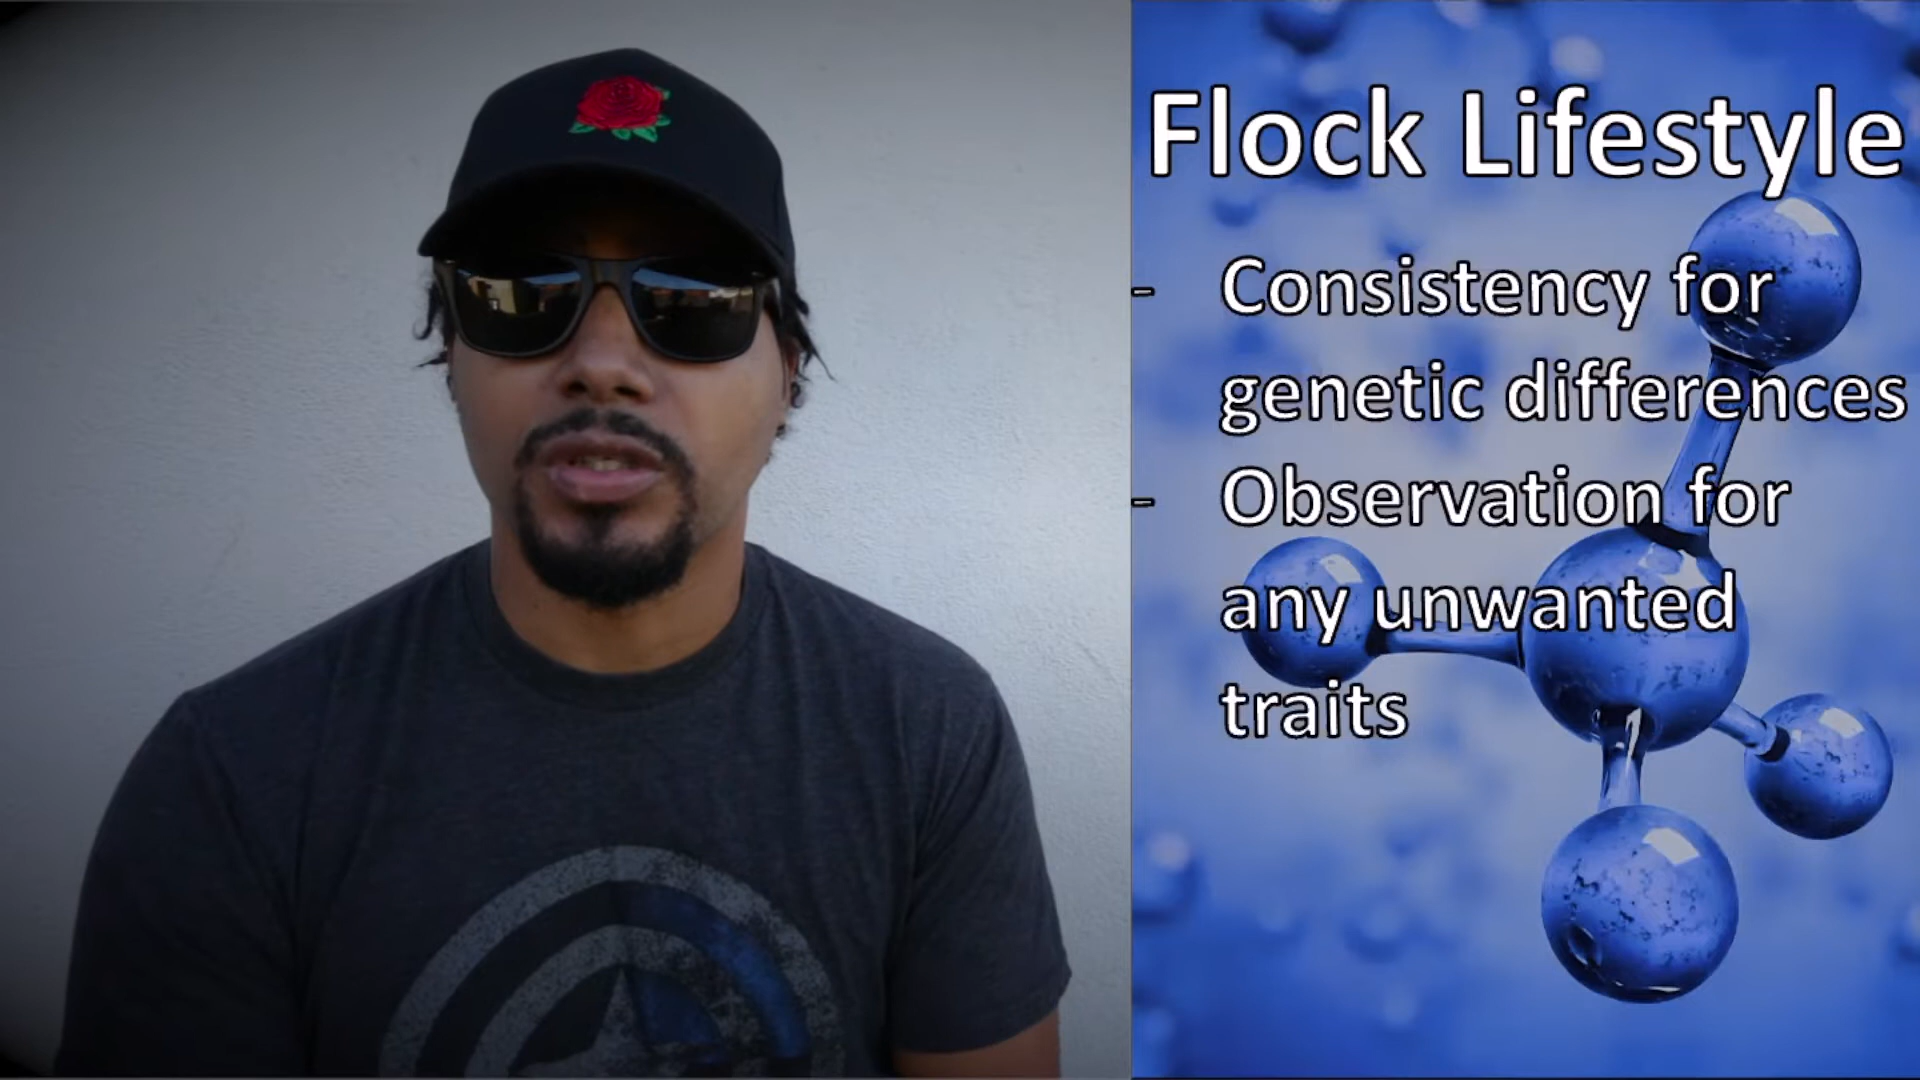 Flock Lifestyle
- Consistency for
genetic differences
- Observation for
any unwanted
traits